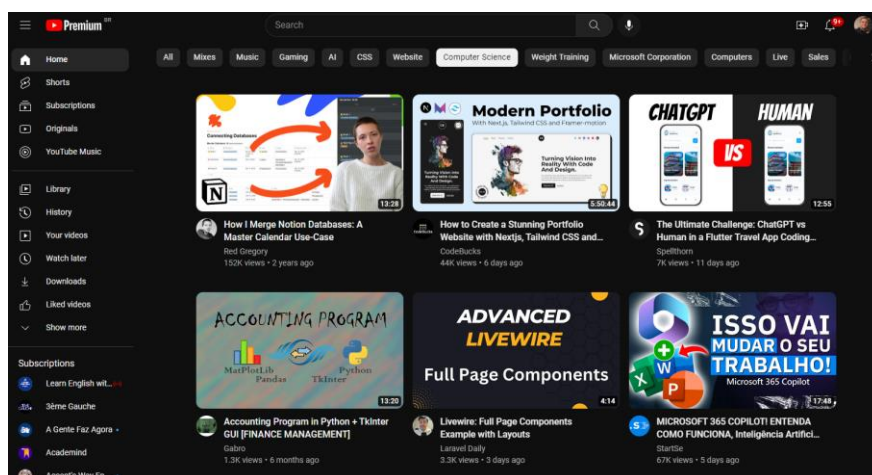 Premium BR
Search
9+
Home
Shorts
Subscriptions
Originals
YouTube Music
Library
History
Your videos
Watch later
Downloads
Liked videos
Show more
Subscriptions
Learn English wit...
3ème Gauche
A Gente Faz Agora
Academind
All Mixes Music Gaming AI CSS Website Computer Science Weight Training Microsoft Corporation Computers Live Sales
Connecting Databases
N
13:28
How I Merge Notion Databases: A
Master Calendar Use-Case
Red Gregory
152K views • 2 years ago
Modern Portfolio
With Next.js, Tailwind CSS and Framer-motion
Turning Vision Into
Reality With Code
And Design.
5:50:44
How to Create a Stunning Portfolio
Website with Nextjs, Tailwind CSS and...
CodeBucks
44K views • 6 days ago
CHATGPT VS HUMAN
12:55
The Ultimate Challenge: ChatGPT vs
Human in a Flutter Travel App Coding...
Spellthorn
7K views • 11 days ago
ACCOUNTING PROGRAM
MatPlotLib Python
Pandas TkInter
13:20
Accounting Program in Python + TkInter
GUI [FINANCE MANAGEMENT]
Gabro
1.3K views • 6 months ago
ADVANCED
LIVEWIRE
Full Page Components
4:14
Livewire: Full Page Components
Example with Layouts
Laravel Daily
3.3K views • 3 days ago
ISSO VAI
MUDAR O SEU
TRABALHO!
Microsoft 365 Copilot
X W P
17:48
MICROSOFT 365 COPILOT! ENTENDA
COMO FUNCIONA, Inteligência Artifici...
StartSe
67K views • 5 days ago